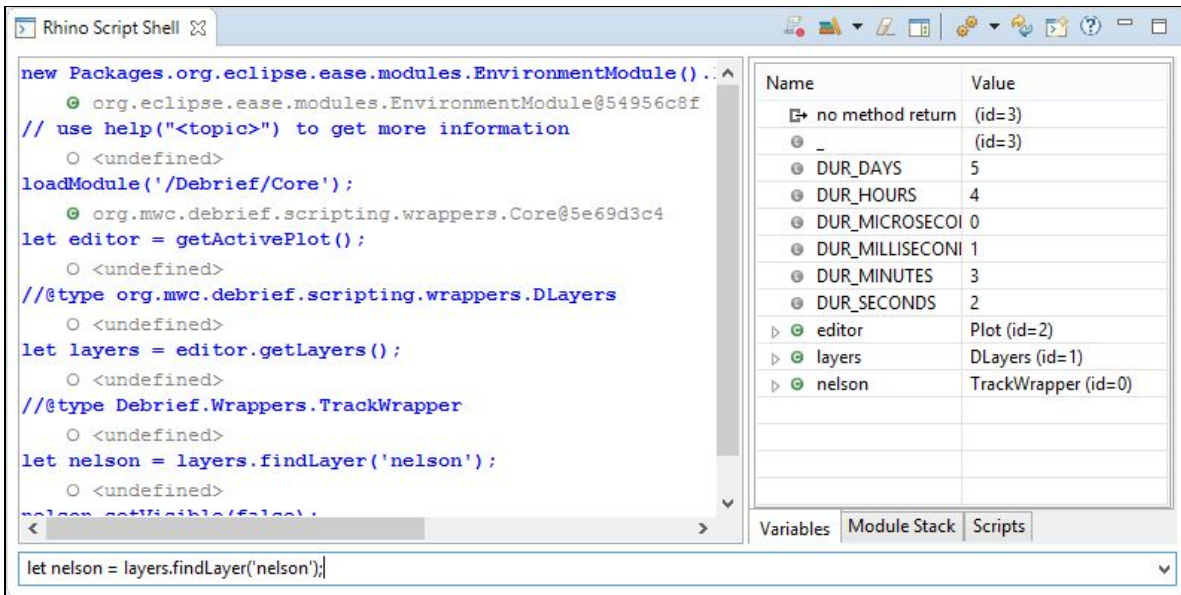 Rhino Script Shell
new Packages.org.eclipse.ease.modules.EnvironmentModule().
org.eclipse.ease.modules.EnvironmentModule@54956c8f
// use help("<topic>") to get more information
<undefined>
loadModule('/Debrief/Core');
org.mwc.debrief.scripting.wrappers.Core@5e69d3c4
let editor = getActivePlot();
<undefined>
//@type org.mwc.debrief.scripting.wrappers.DLayers
<undefined>
let layers = editor.getLayers();
<undefined>
//@type Debrief.Wrappers.TrackWrapper
<undefined>
let nelson = layers.findLayer('nelson');
<undefined>
nelson.setVisible(false);
Name Value
no method return (id=3)
_ (id=3)
DUR_DAYS 5
DUR_HOURS 4
DUR_MICROSECO 0
DUR_MILLISECON 1
DUR_MINUTES 3
DUR_SECONDS 2
editor Plot (id=2)
layers DLayers (id=1)
nelson TrackWrapper (id=0)
Variables Module Stack Scripts
let nelson = layers.findLayer('nelson');